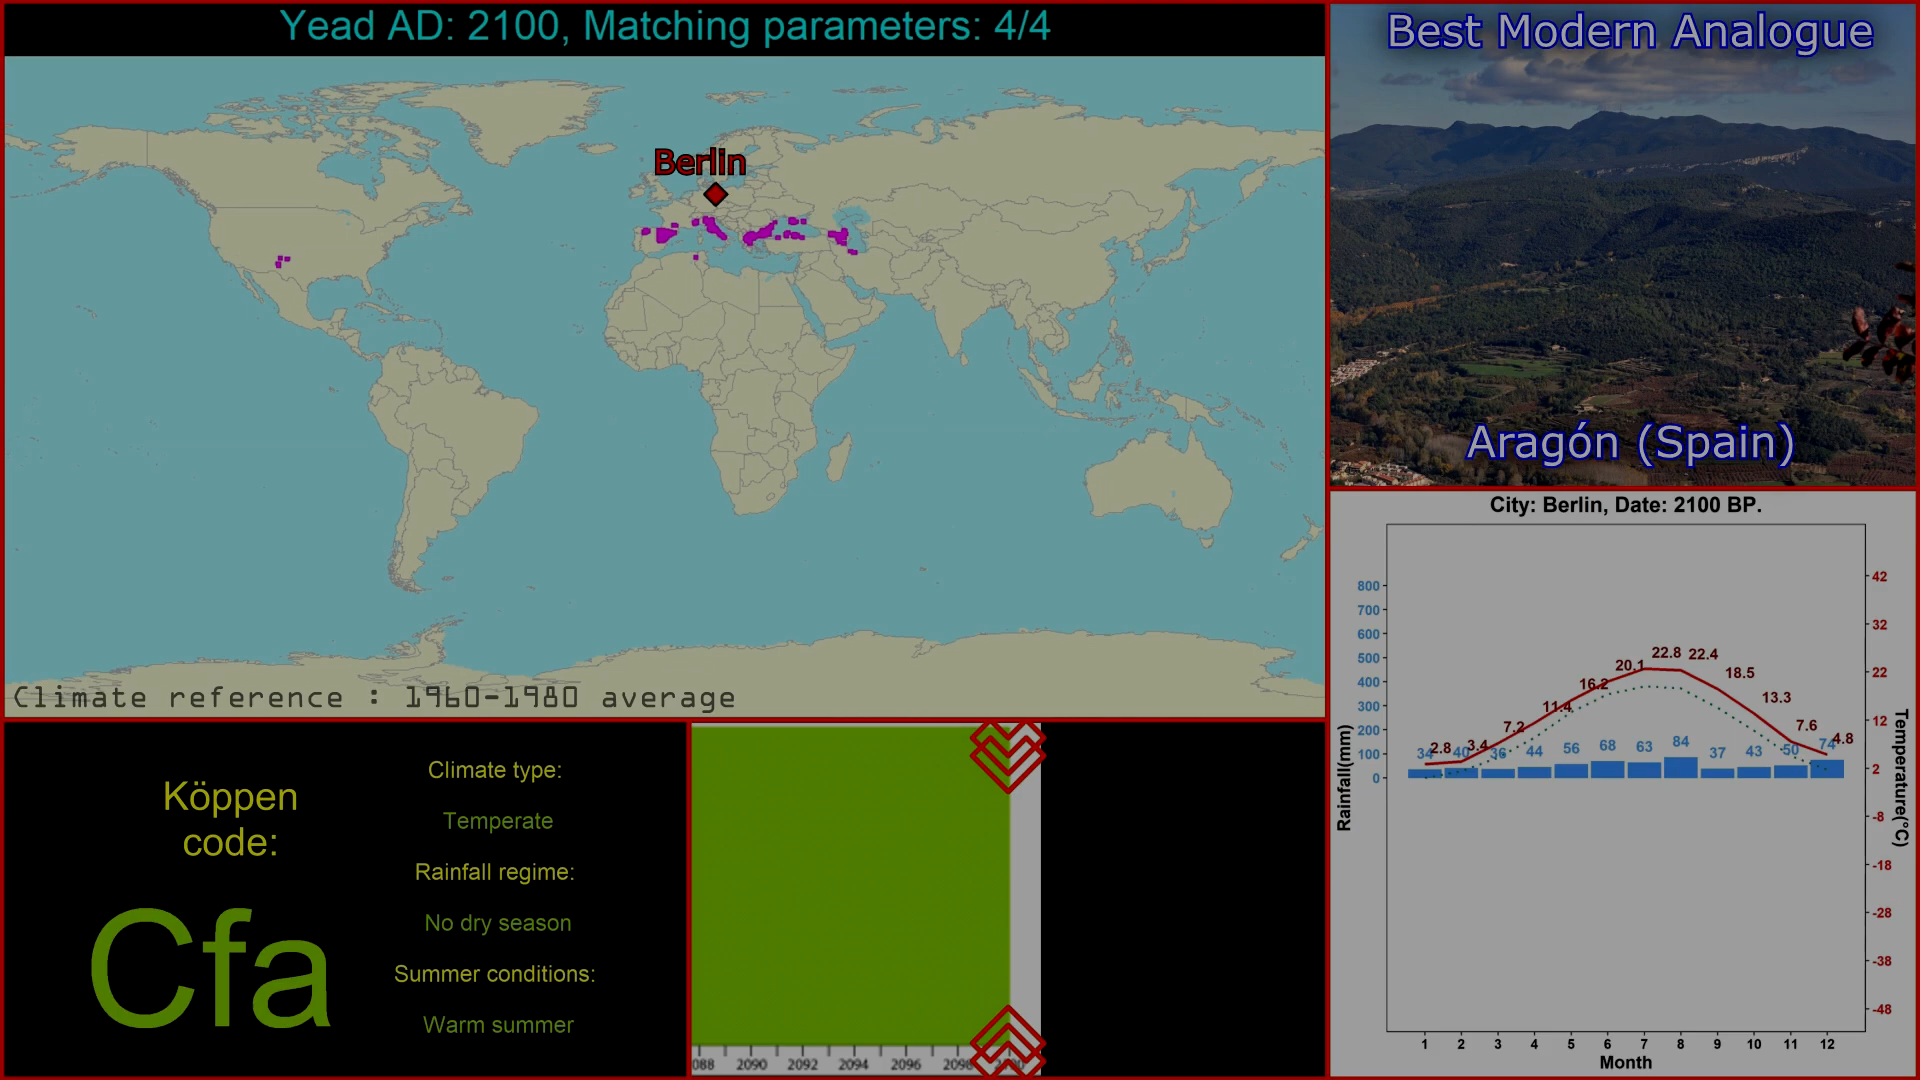 Yead AD: 2100, Matching parameters: 4/4
Berlin
Climate reference : 1960-1980 average
Best Modern Analogue
Aragón (Spain)
City: Berlin, Date: 2100 BP.
800
700
600
500
400
300
200
100
0
Rainfall(mm)
42
32
22
12
2
-8
-18
-28
-38
-48
Temperature(°C)
2.8 3.4 7.2 11.4 16.2 20.1 22.8 22.4 18.5 13.3 7.6 4.8
34 40 36 44 56 68 63 84 37 43 50 74
1 2 3 4 5 6 7 8 9 10 11 12
Month
Köppen
code:
Cfa
Climate type:
Temperate
Rainfall regime:
No dry season
Summer conditions:
Warm summer
088 2090 2092 2094 2096 2098 2100